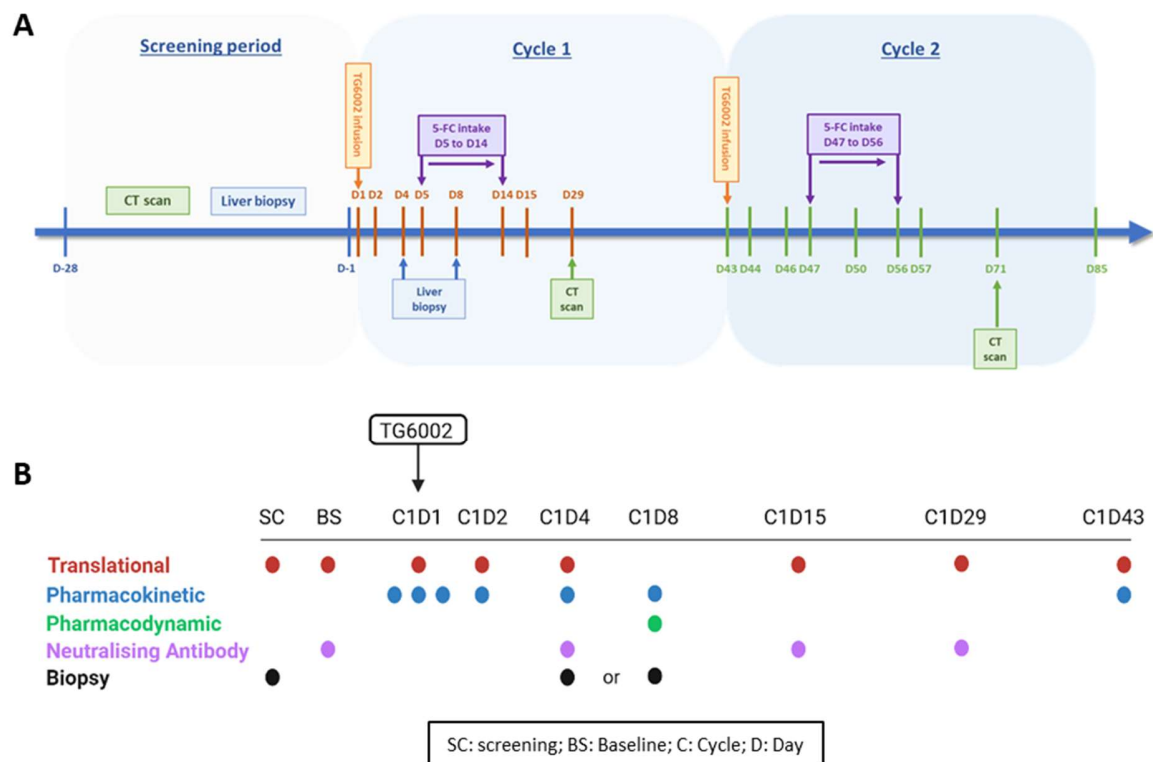 A
Screening period
Cycle 1
Cycle 2
TG6002 infusion
TG6002 infusion
5-FC intake
D5 to D14
5-FC intake
D47 to D56
CT scan
Liver biopsy
D1 D2 D4 D5 D8 D14 D15 D29
D-28 D-1 D43 D44 D46 D47 D50 D56 D57 D71 D85
Liver
biopsy
CT
scan
CT
scan
TG6002
B
SC BS C1D1 C1D2 C1D4 C1D8 C1D15 C1D29 C1D43
Translational
Pharmacokinetic
Pharmacodynamic
Neutralising Antibody
Biopsy or
SC: screening; BS: Baseline; C: Cycle; D: Day